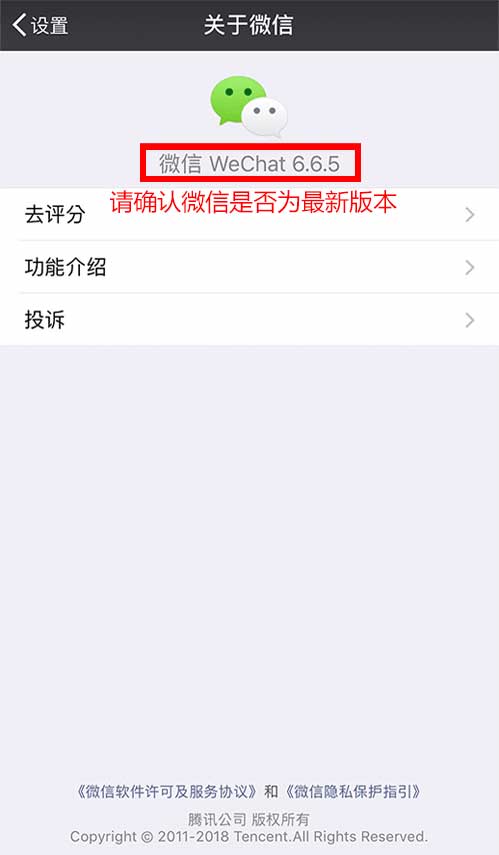 设置
关于微信
微信 WeChat 6.6.5
请确认微信是否为最新版本
去评分
功能介绍
投诉
《微信软件许可及服务协议》 和 《微信隐私保护指引》
腾讯公司 版权所有
Copyright © 2011-2018 Tencent.All Rights Reserved.